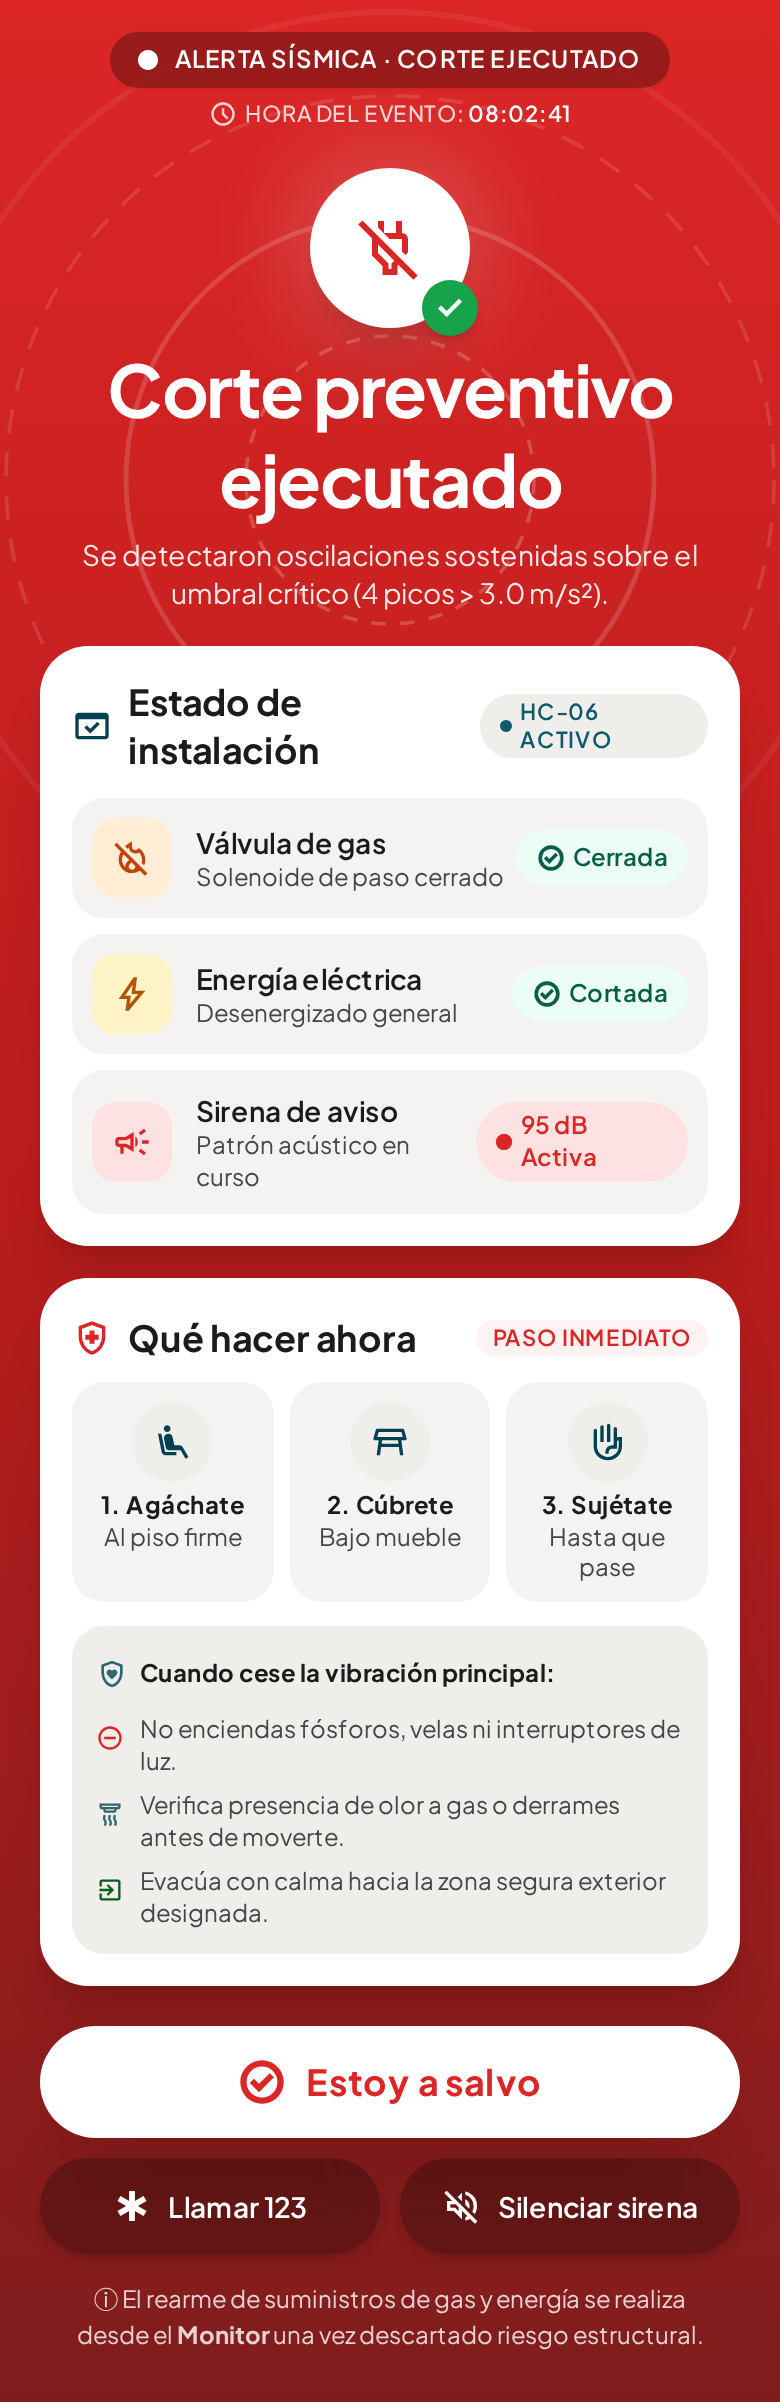 ALERTA SÍSMICA · CORTE EJECUTADO
HORA DEL EVENTO: 08:02:41
Corte preventivo
ejecutado
Se detectaron oscilaciones sostenidas sobre el
umbral crítico (4 picos > 3.0 m/s²).
Estado de
instalación
HC-06
ACTIVO
Válvula de gas
Solenoide de paso cerrado
Cerrada
Energía eléctrica
Desenergizado general
Cortada
Sirena de aviso
Patrón acústico en
curso
95 dB
Activa
Qué hacer ahora
PASO INMEDIATO
1. Agáchate
Al piso firme
2. Cúbrete
Bajo mueble
3. Sujétate
Hasta que
pase
Cuando cese la vibración principal:
No enciendas fósforos, velas ni interruptores de
luz.
Verifica presencia de olor a gas o derrames
antes de moverte.
Evacúa con calma hacia la zona segura exterior
designada.
Estoy a salvo
Llamar 123
Silenciar sirena
ⓘ El rearme de suministros de gas y energía se realiza
desde el Monitor una vez descartado riesgo estructural.